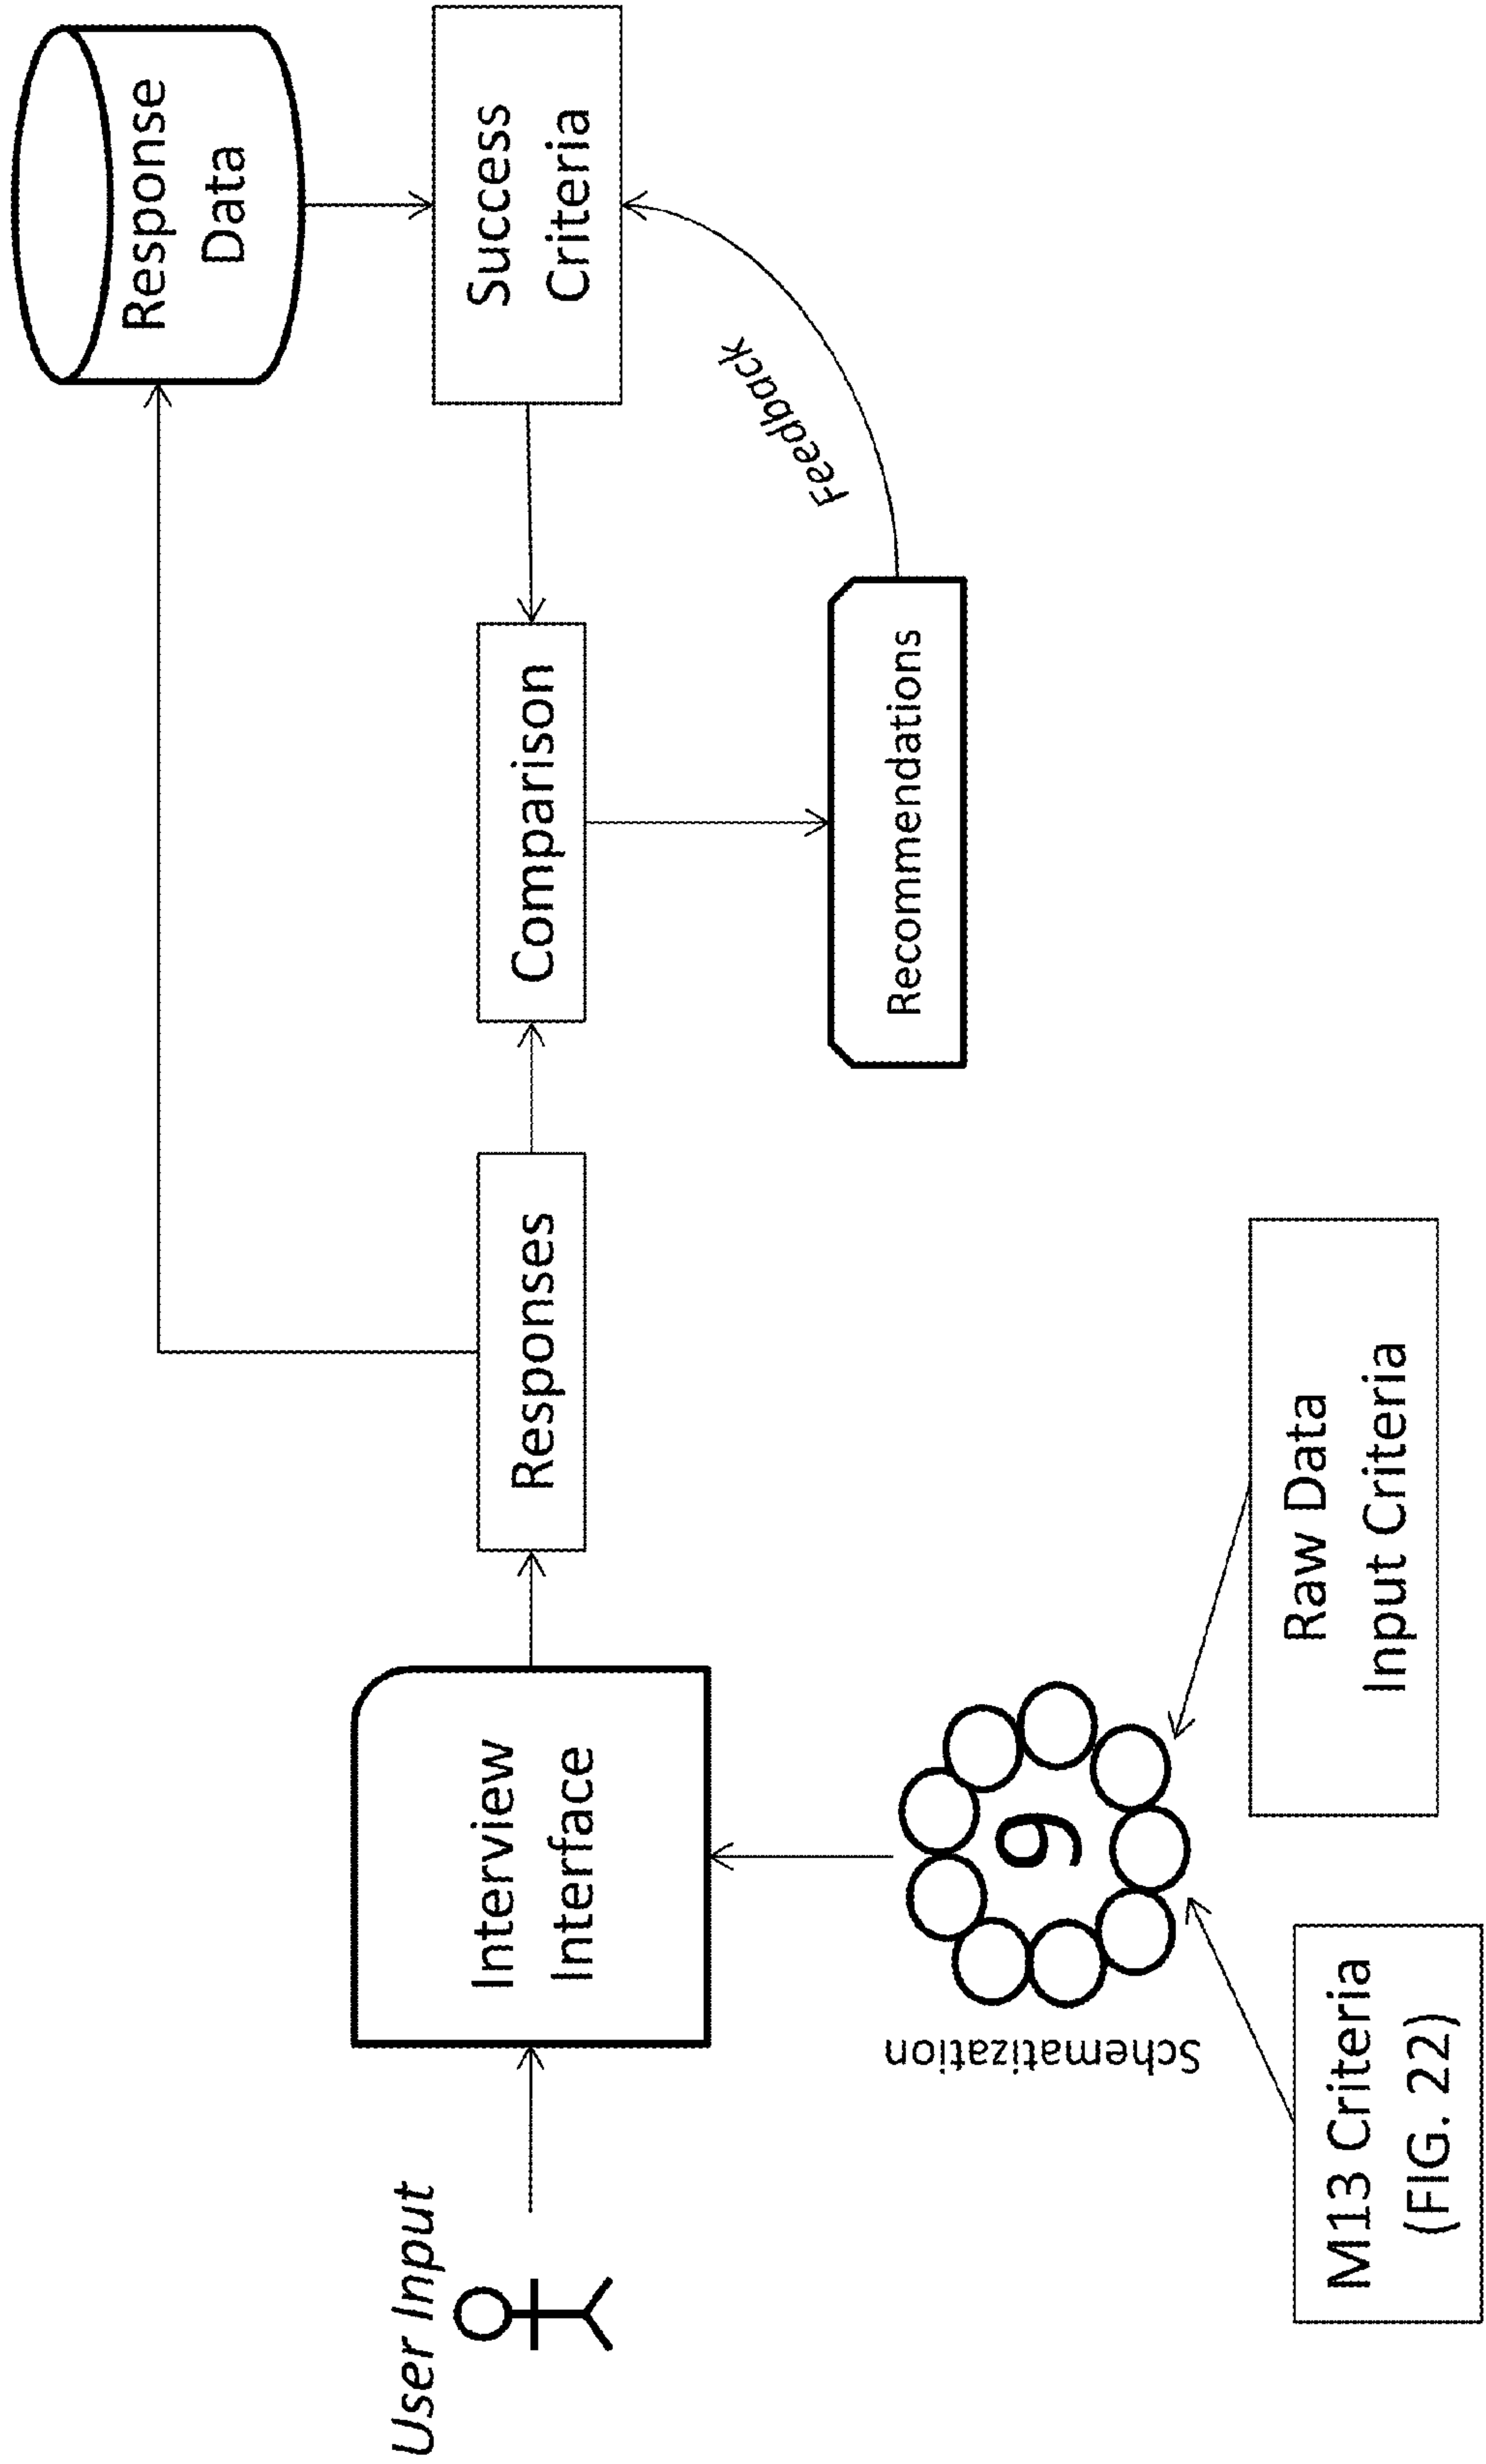 User Input
Interview
Interface
Responses
Comparison
Success
Criteria
Response
Data
Feedback
Recommendations
Schematization
9
M13 Criteria
(FIG. 22)
Raw Data
Input Criteria